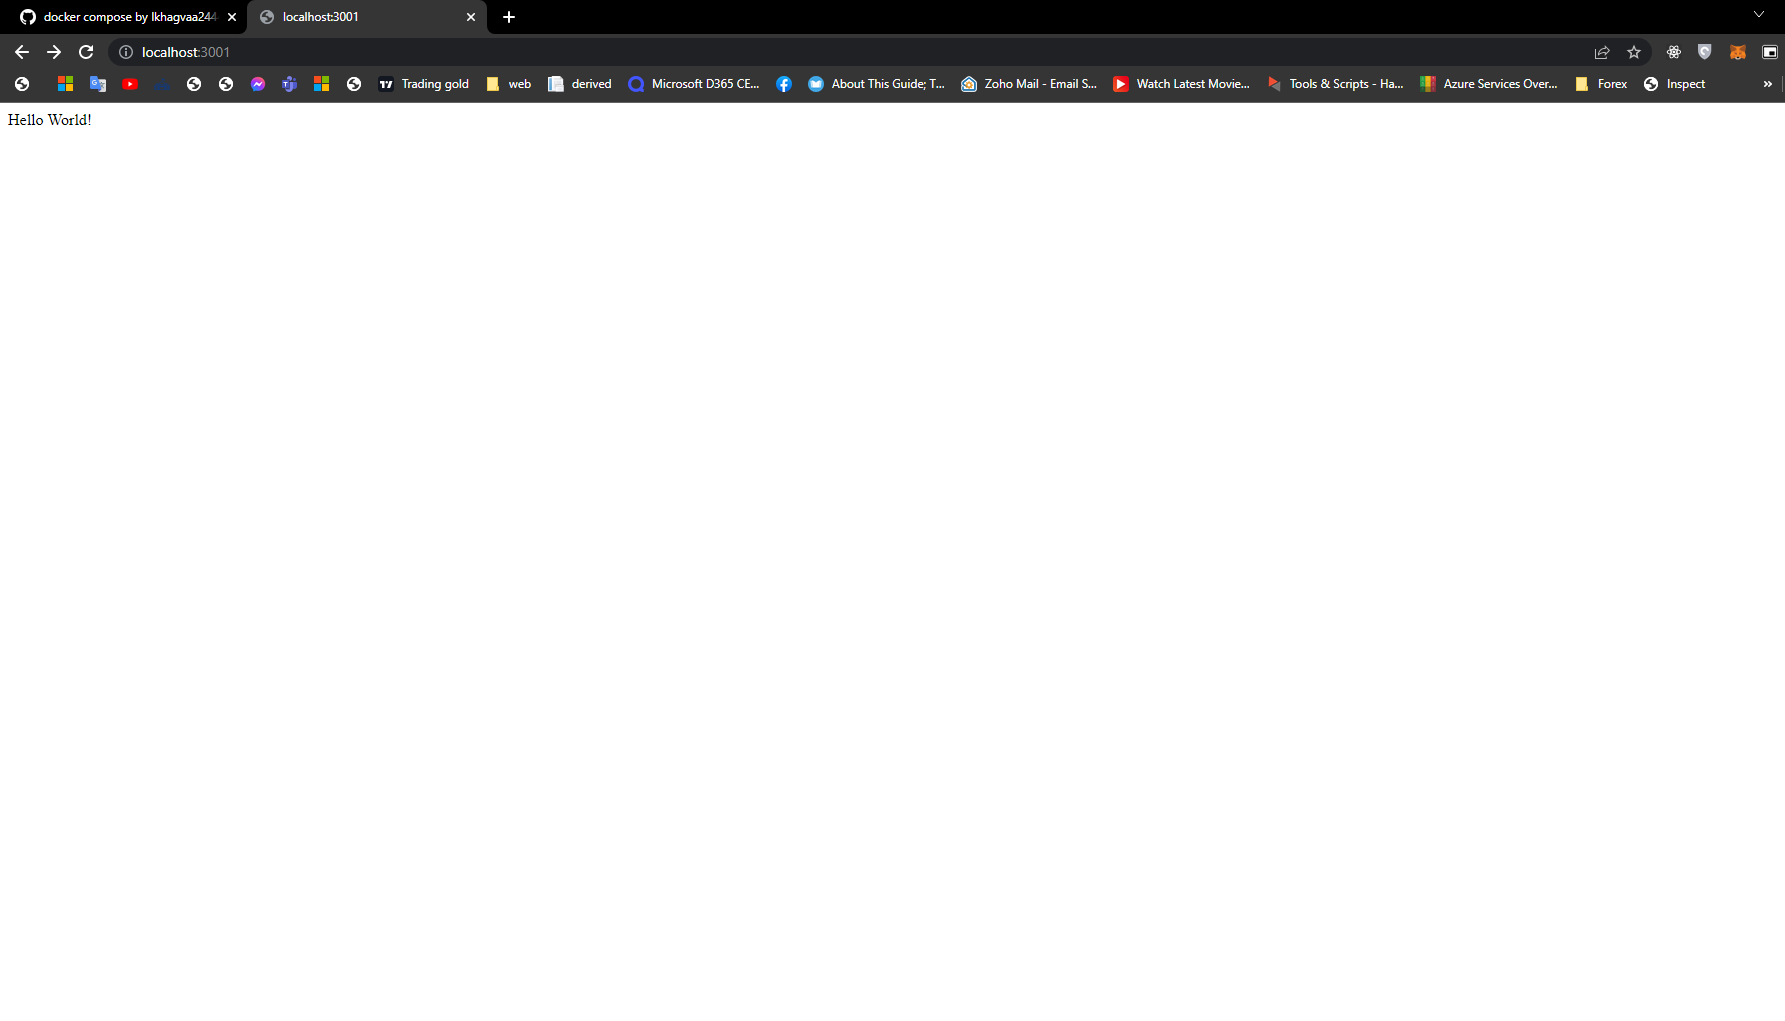 docker compose by lkhagvaa244
localhost:3001
localhost:3001
Trading gold web derived Microsoft D365 CE... About This Guide; T... Zoho Mail - Email S... Watch Latest Movie... Tools & Scripts - Ha... Azure Services Over... Forex Inspect »
Hello World!